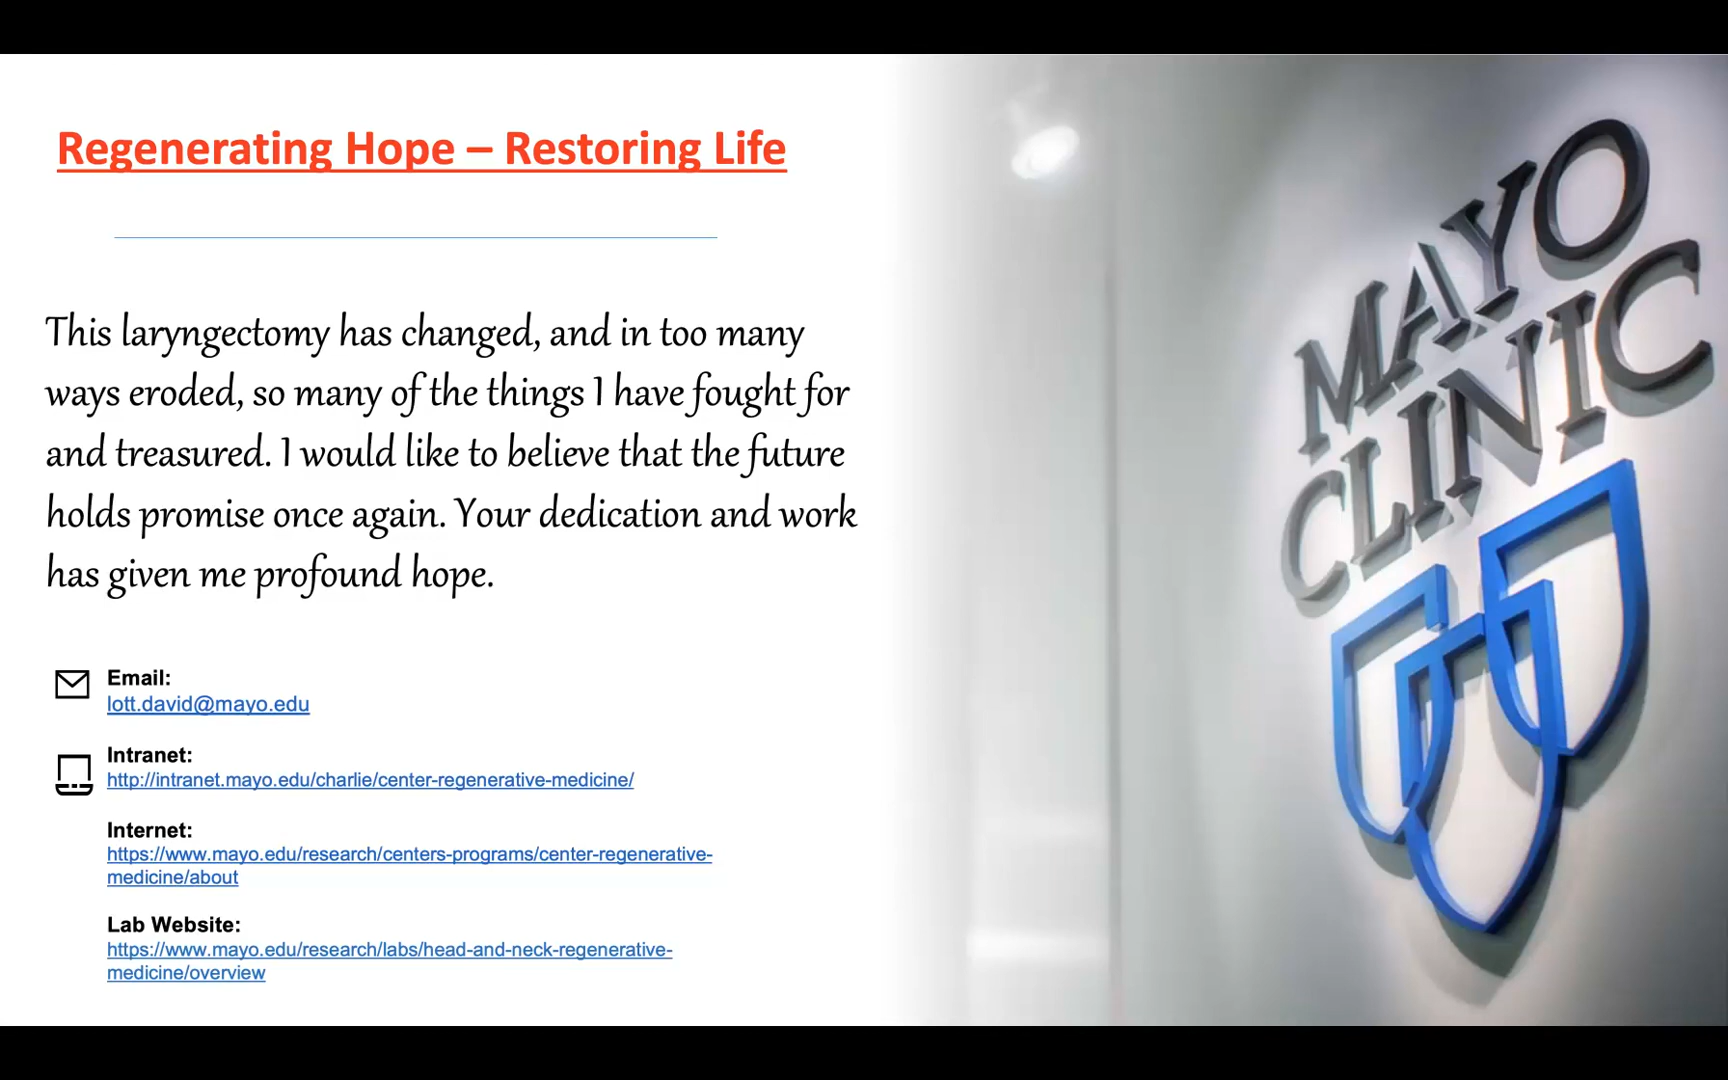 Regenerating Hope – Restoring Life
This laryngectomy has changed, and in too many
ways eroded, so many of the things I have fought for
and treasured. I would like to believe that the future
holds promise once again. Your dedication and work
has given me profound hope.
Email:
lott.david@mayo.edu
Intranet:
http://intranet.mayo.edu/charlie/center-regenerative-medicine/
Internet:
https://www.mayo.edu/research/centers-programs/center-regenerative-
medicine/about
Lab Website:
https://www.mayo.edu/research/labs/head-and-neck-regenerative-
medicine/overview
MAYO
CLINIC